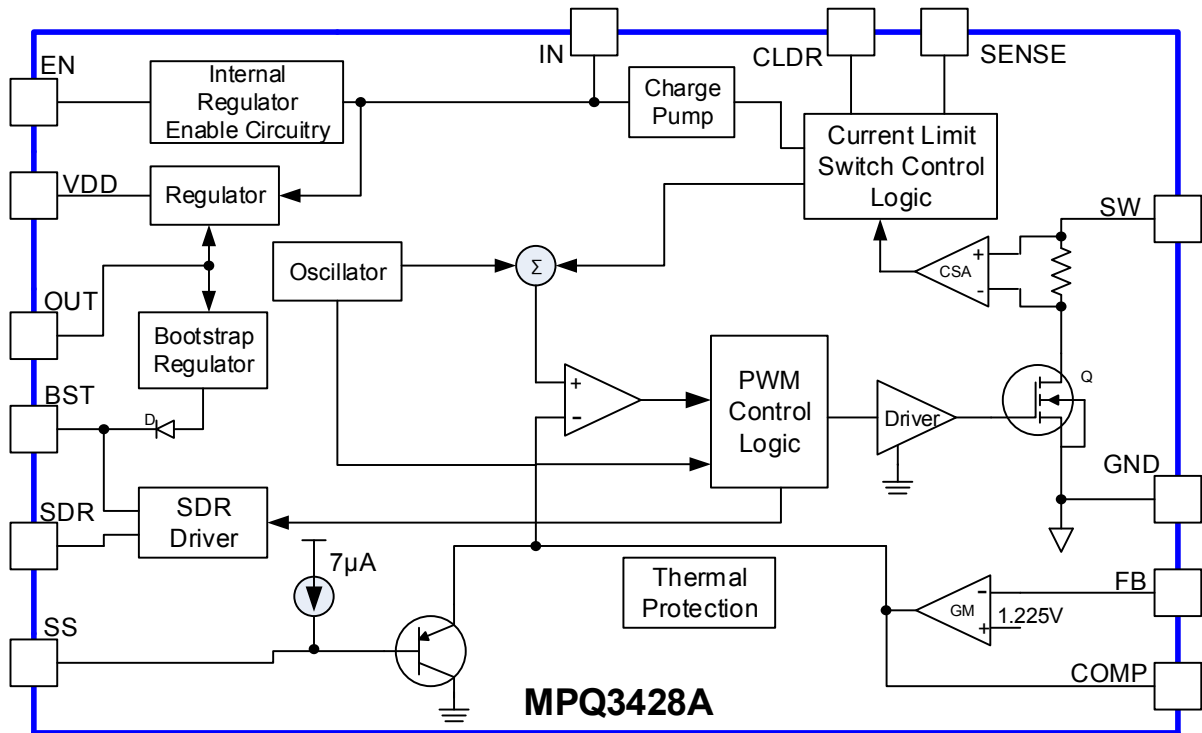 EN
IN
CLDR
SENSE
Internal
Regulator
Enable Circuitry
Charge
Pump
Current Limit
Switch Control
Logic
VDD
Regulator
SW
Oscillator
Σ
+
CSA
-
OUT
Bootstrap
Regulator
BST
D
+
-
PWM
Control
Logic
Driver
Q
GND
SDR
SDR
Driver
7µA
Thermal
Protection
-
GM
+
1.225V
FB
SS
COMP
MPQ3428A